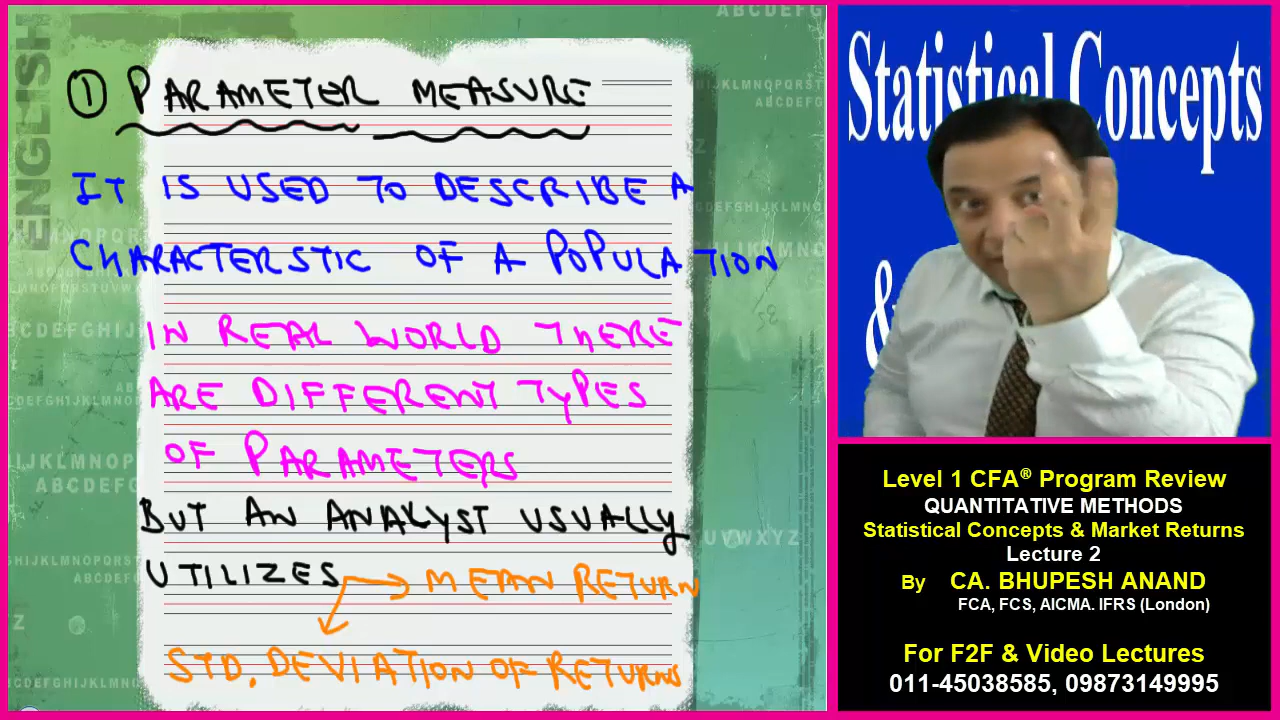 ① PARAMETER MEASURE
IT IS USED TO DESCRIBE A
CHARACTERSTIC OF A POPULATION
IN REAL WORLD THERE
ARE DIFFERENT TYPES
OF PARAMETERS
BUT AN ANALYST USUALLY
UTILIZES → MEAN RETURN
STD. DEVIATION OF RETURNS
ENGLISH
Statistical Concepts
&
Level 1 CFA® Program Review
QUANTITATIVE METHODS
Statistical Concepts & Market Returns
Lecture 2
By CA. BHUPESH ANAND
FCA, FCS, AICMA. IFRS (London)
For F2F & Video Lectures
011-45038585, 09873149995